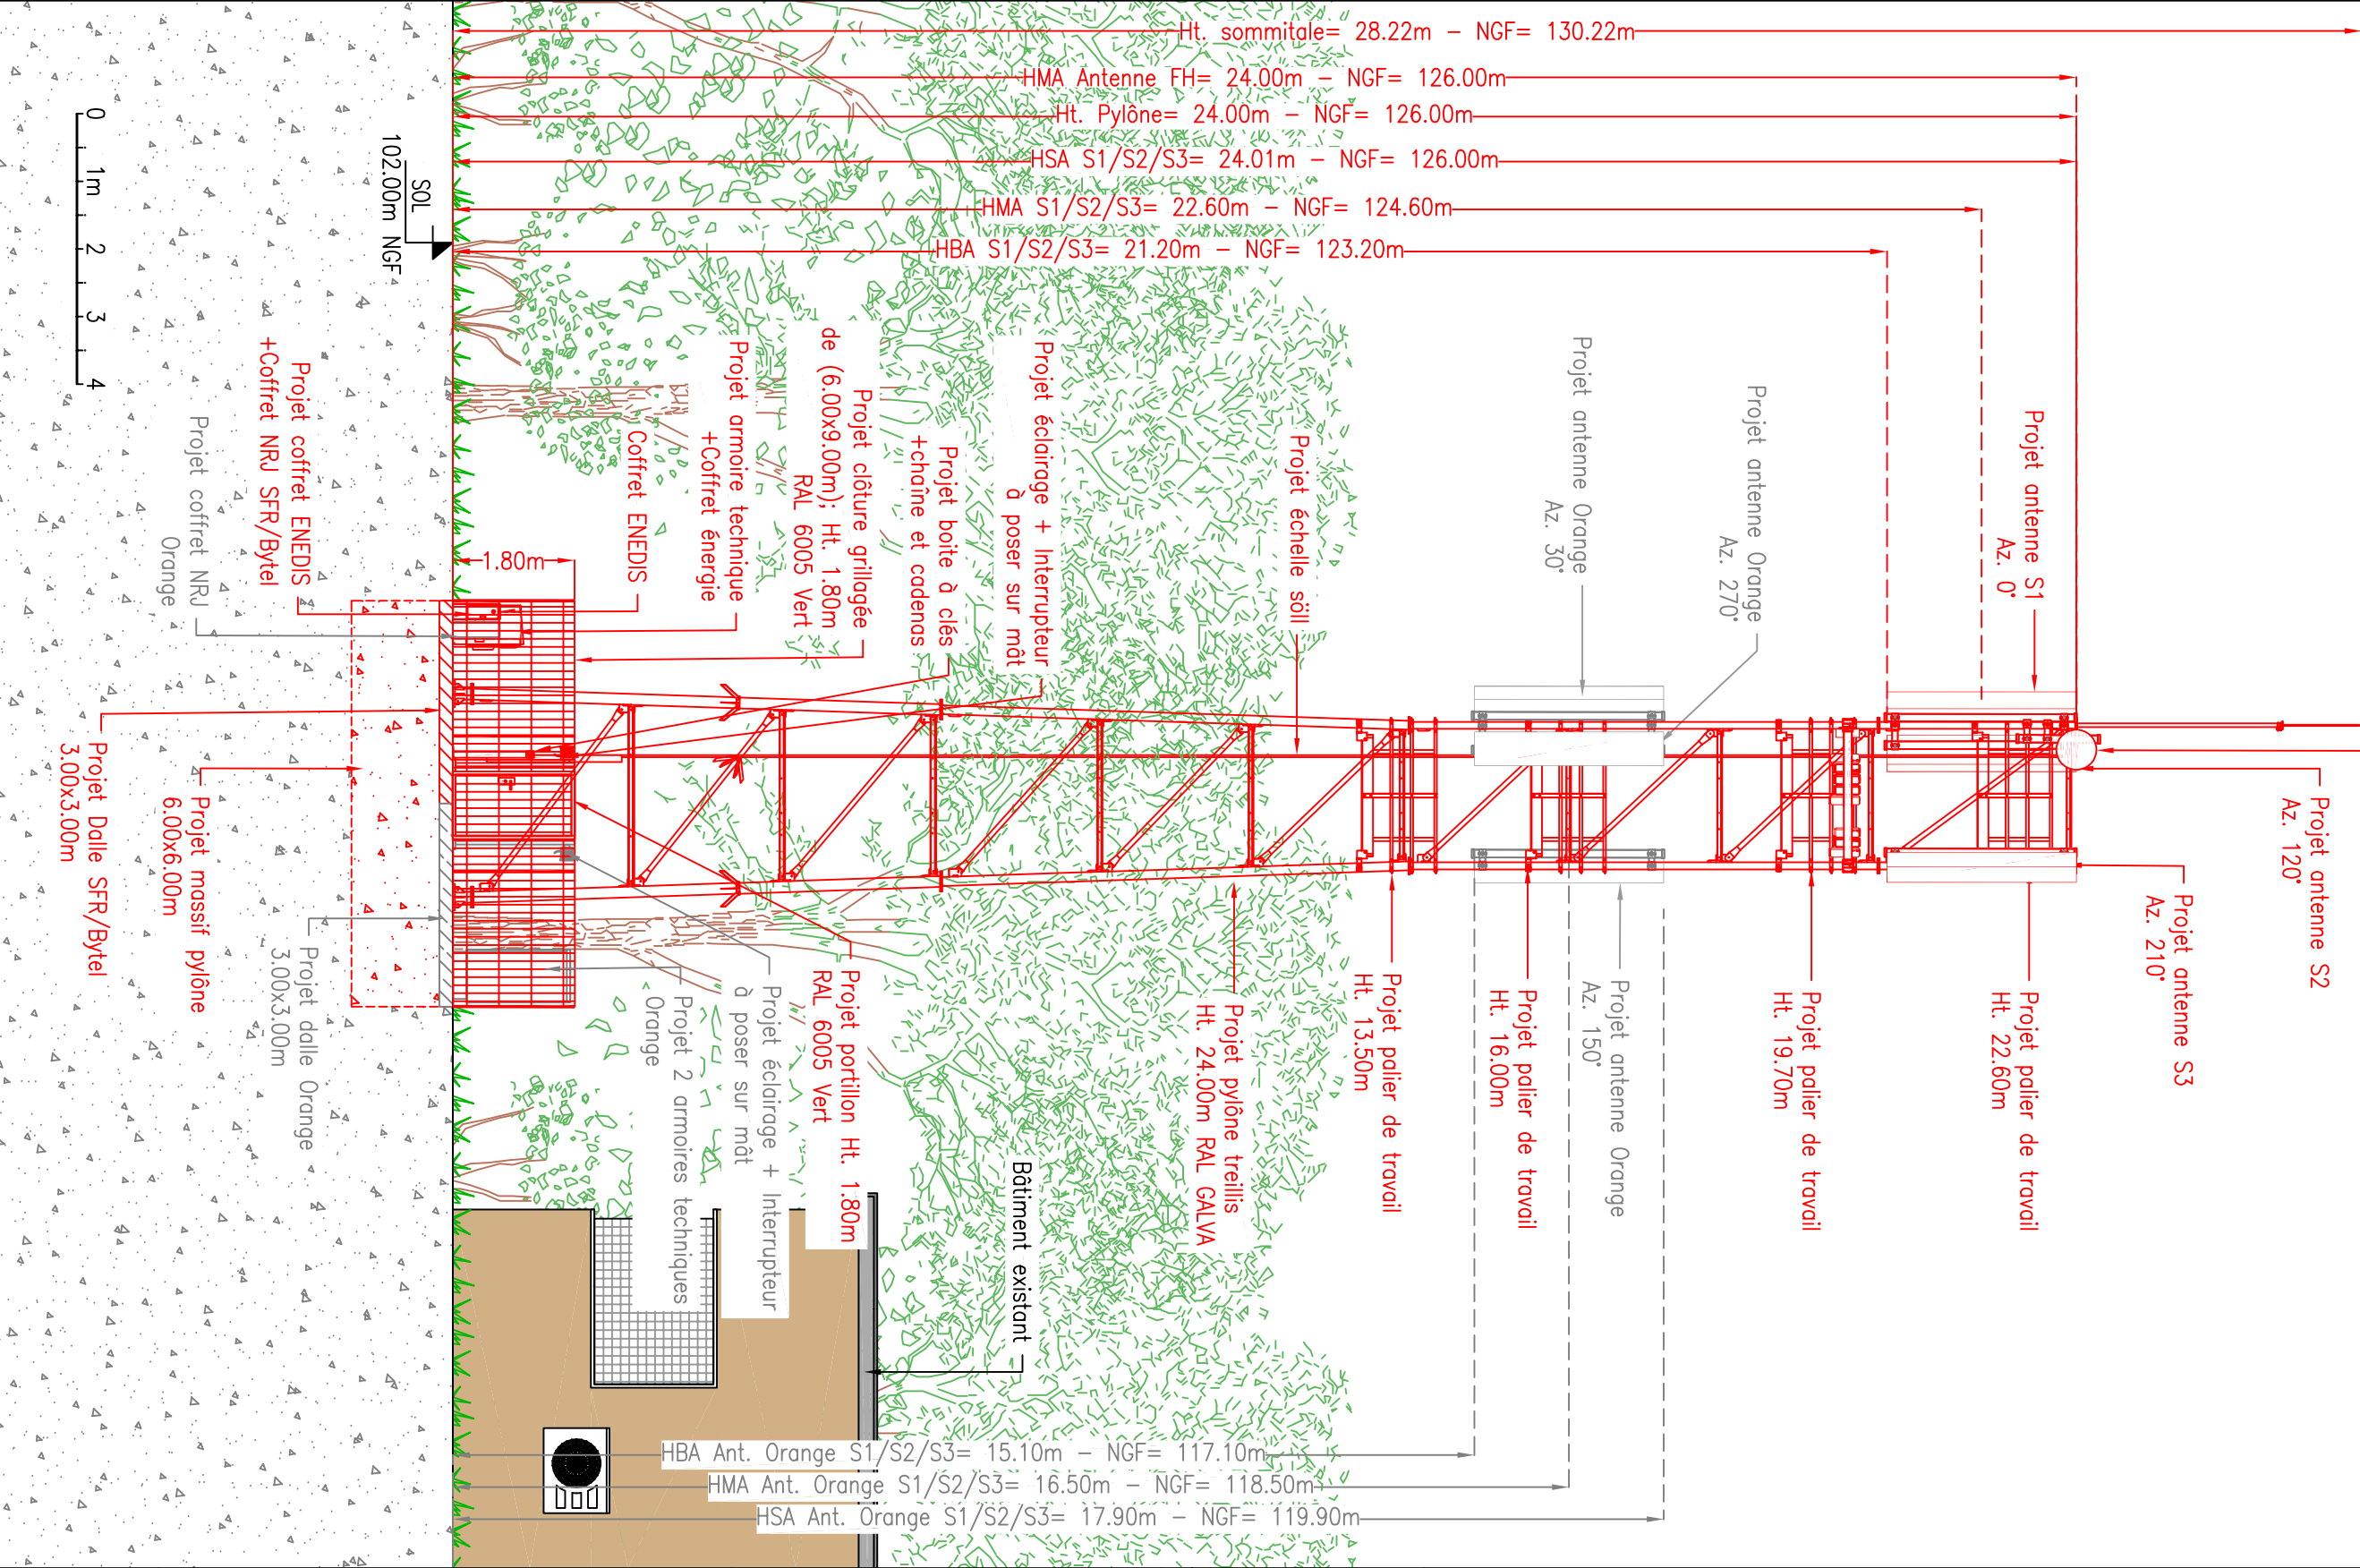 Ht. sommitale= 28.22m - NGF= 130.22m
HMA Antenne FH= 24.00m - NGF= 126.00m
Ht. Pylône= 24.00m - NGF= 126.00m
HSA S1/S2/S3= 24.01m - NGF= 126.00m
HMA S1/S2/S3= 22.60m - NGF= 124.60m
HBA S1/S2/S3= 21.20m - NGF= 123.20m
Projet antenne S1
Az. 0°
Projet antenne S2
Az. 120°
Projet antenne S3
Az. 210°
Projet palier de travail
Ht. 22.60m
Projet palier de travail
Ht. 19.70m
Projet antenne Orange
Az. 270°
Projet antenne Orange
Az. 30°
Projet antenne Orange
Az. 150°
Projet palier de travail
Ht. 16.00m
Projet palier de travail
Ht. 13.50m
Projet échelle söll
Projet pylône treillis
Ht. 24.00m RAL GALVA
Projet éclairage + Interrupteur
à poser sur mât
Bâtiment existant
Projet boite à clés
+chaîne et cadenas
Projet clôture grillagée
de (6.00x9.00m); Ht. 1.80m
RAL 6005 Vert
Projet portillon Ht. 1.80m
RAL 6005 Vert
Projet armoire technique
+Coffret énergie
Projet éclairage + Interrupteur
à poser sur mât
Coffret ENEDIS
Projet 2 armoires techniques
Orange
1.80m
SOL
102.00m NGF
Projet coffret ENEDIS
+Coffret NRJ SFR/Bytel
Projet dalle Orange
3.00x3.00m
Projet coffret NRJ
Orange
Projet massif pylône
6.00x6.00m
Projet Dalle SFR/Bytel
3.00x3.00m
0 1m 2 3 4
HBA Ant. Orange S1/S2/S3= 15.10m - NGF= 117.10m
HMA Ant. Orange S1/S2/S3= 16.50m - NGF= 118.50m
HSA Ant. Orange S1/S2/S3= 17.90m - NGF= 119.90m